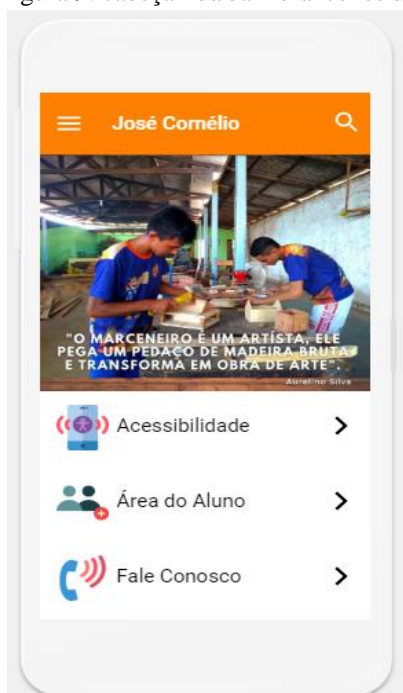 José Cornélio
"O MARCENEIRO É UM ARTISTA, ELE
PEGA UM PEDAÇO DE MADEIRA BRUTA
E TRANSFORMA EM OBRA DE ARTE".
Aurelino Silva
Acessibilidade
Área do Aluno
Fale Conosco